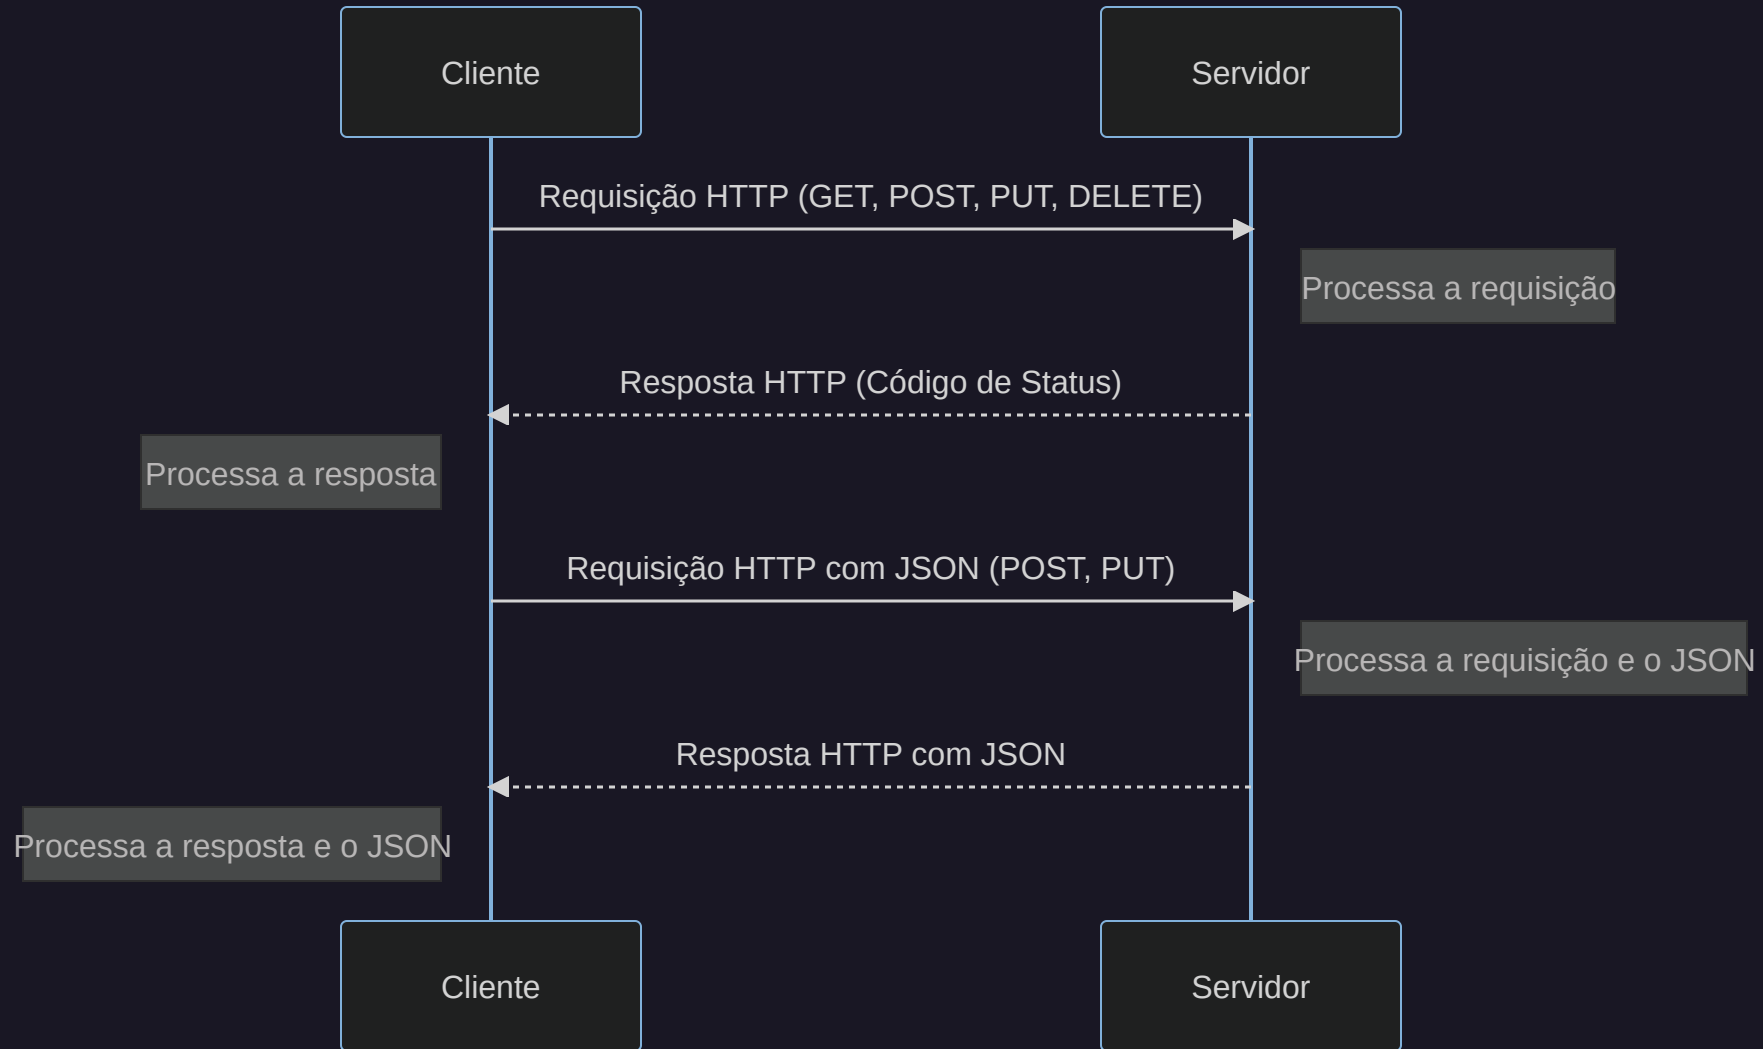 Cliente
Servidor
Requisição HTTP (GET, POST, PUT, DELETE)
Processa a requisição
Resposta HTTP (Código de Status)
Processa a resposta
Requisição HTTP com JSON (POST, PUT)
Processa a requisição e o JSON
Resposta HTTP com JSON
Processa a resposta e o JSON
Cliente
Servidor